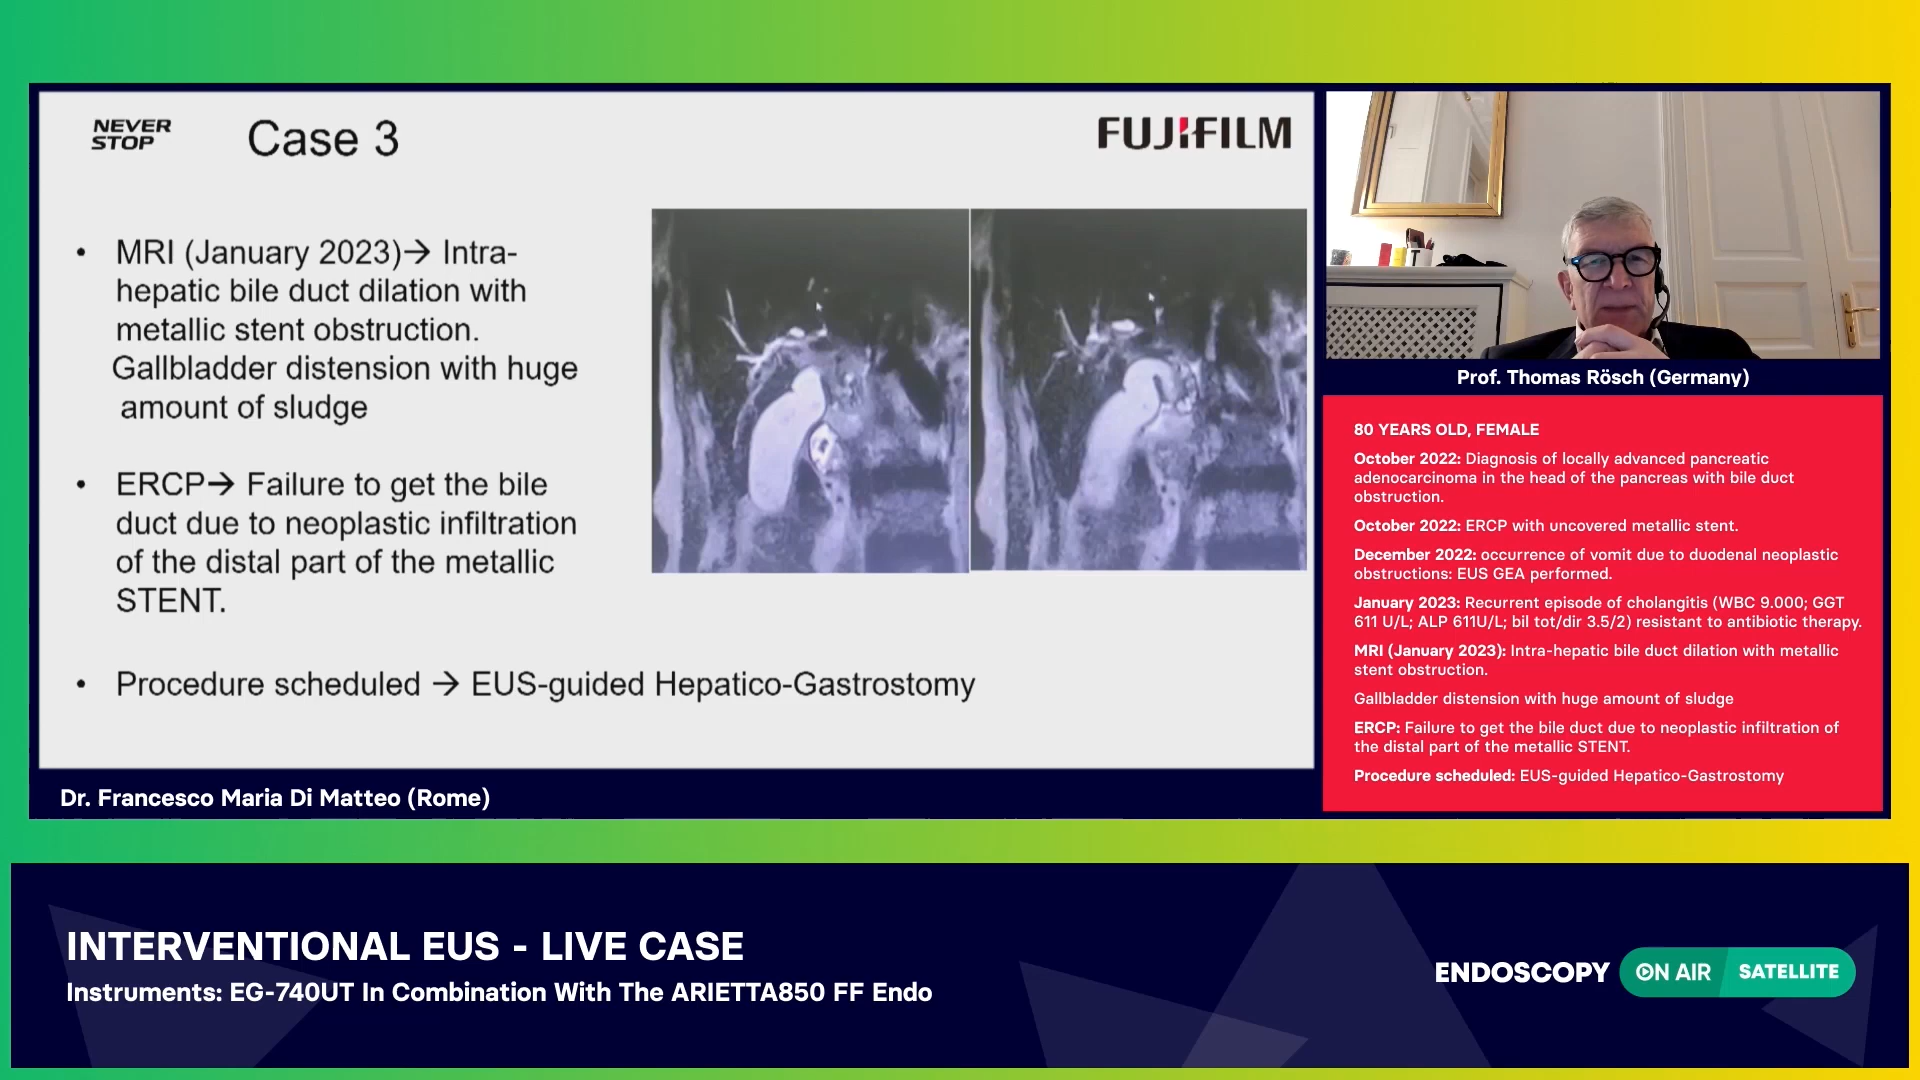 NEVER
STOP
Case 3
FUJIFILM
• MRI (January 2023)→ Intra-
hepatic bile duct dilation with
metallic stent obstruction.
Gallbladder distension with huge
amount of sludge
• ERCP→ Failure to get the bile
duct due to neoplastic infiltration
of the distal part of the metallic
STENT.
• Procedure scheduled → EUS-guided Hepatico-Gastrostomy
Dr. Francesco Maria Di Matteo (Rome)
T
Prof. Thomas Rösch (Germany)
80 YEARS OLD, FEMALE
October 2022: Diagnosis of locally advanced pancreatic
adenocarcinoma in the head of the pancreas with bile duct
obstruction.
October 2022: ERCP with uncovered metallic stent.
December 2022: occurrence of vomit due to duodenal neoplastic
obstructions: EUS GEA performed.
January 2023: Recurrent episode of cholangitis (WBC 9.000; GGT
611 U/L; ALP 611U/L; bil tot/dir 3.5/2) resistant to antibiotic therapy.
MRI (January 2023): Intra-hepatic bile duct dilation with metallic
stent obstruction.
Gallbladder distension with huge amount of sludge
ERCP: Failure to get the bile duct due to neoplastic infiltration of
the distal part of the metallic STENT.
Procedure scheduled: EUS-guided Hepatico-Gastrostomy
INTERVENTIONAL EUS - LIVE CASE
Instruments: EG-740UT In Combination With The ARIETTA850 FF Endo
ENDOSCOPY ON AIR SATELLITE